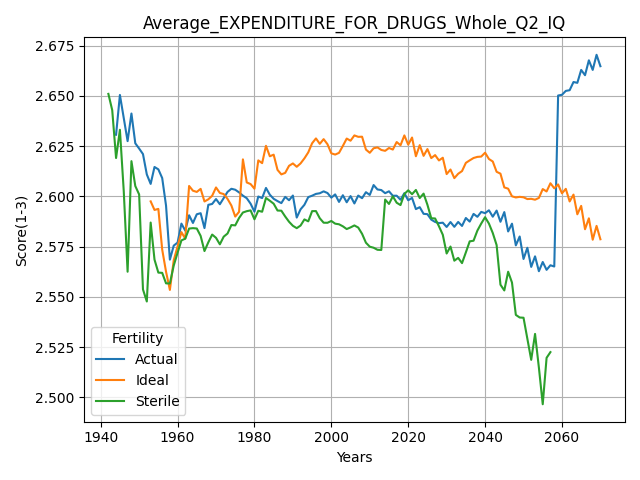 Average_EXPENDITURE_FOR_DRUGS_Whole_Q2_IQ
Score(1-3)
2.675
2.650
2.625
2.600
2.575
2.550
2.525
2.500
Fertility
Actual
Ideal
Sterile
1940 1960 1980 2000 2020 2040 2060
Years